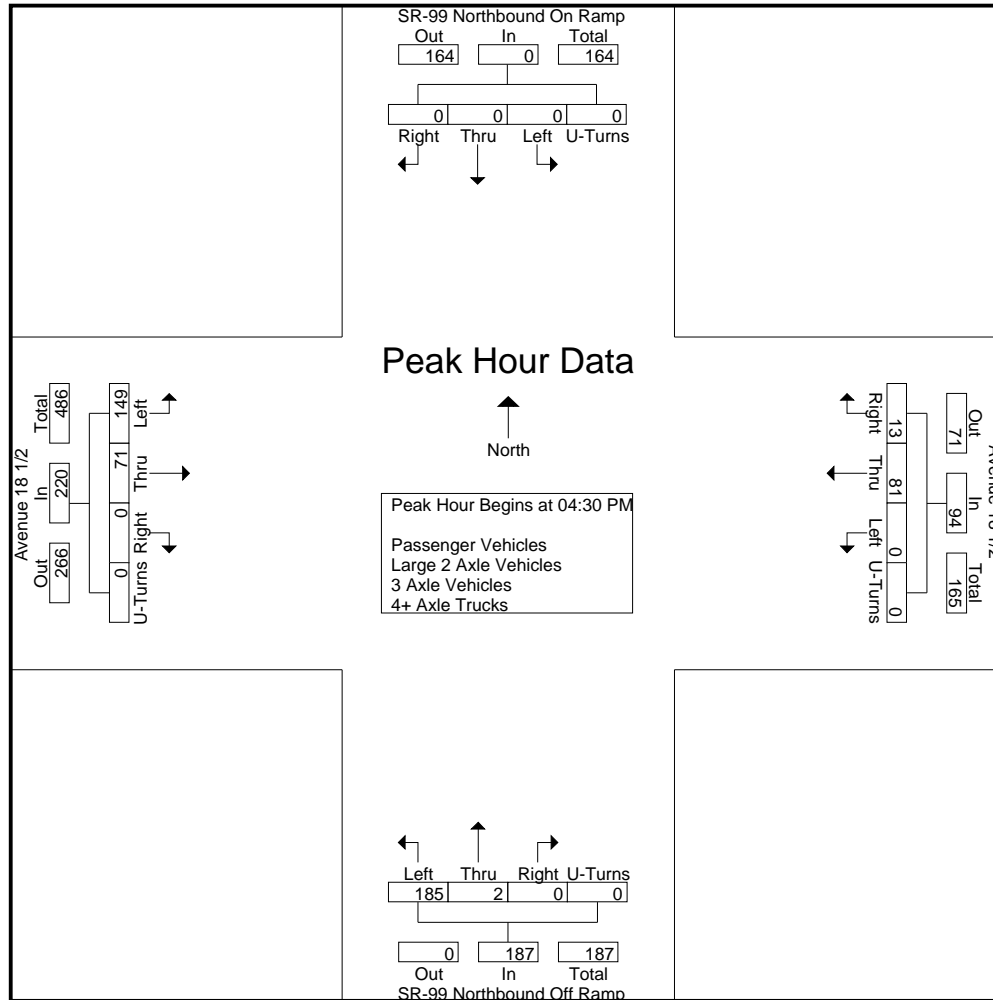 SR-99 Northbound On Ramp
Out In Total
164 0 164
0 0 0 0
Right Thru Left U-Turns
Peak Hour Data
North
Peak Hour Begins at 04:30 PM
Passenger Vehicles
Large 2 Axle Vehicles
3 Axle Vehicles
4+ Axle Trucks
Avenue 18 1/2
Out In Total
266 220 486
0 0 71 149
U-Turns Right Thru Left
Out In Total
71 94 165
13 81 0 0
Right Thru Left U-Turns
Left Thru Right U-Turns
185 2 0 0
0 187 187
Out In Total
SR-99 Northbound Off Ramp